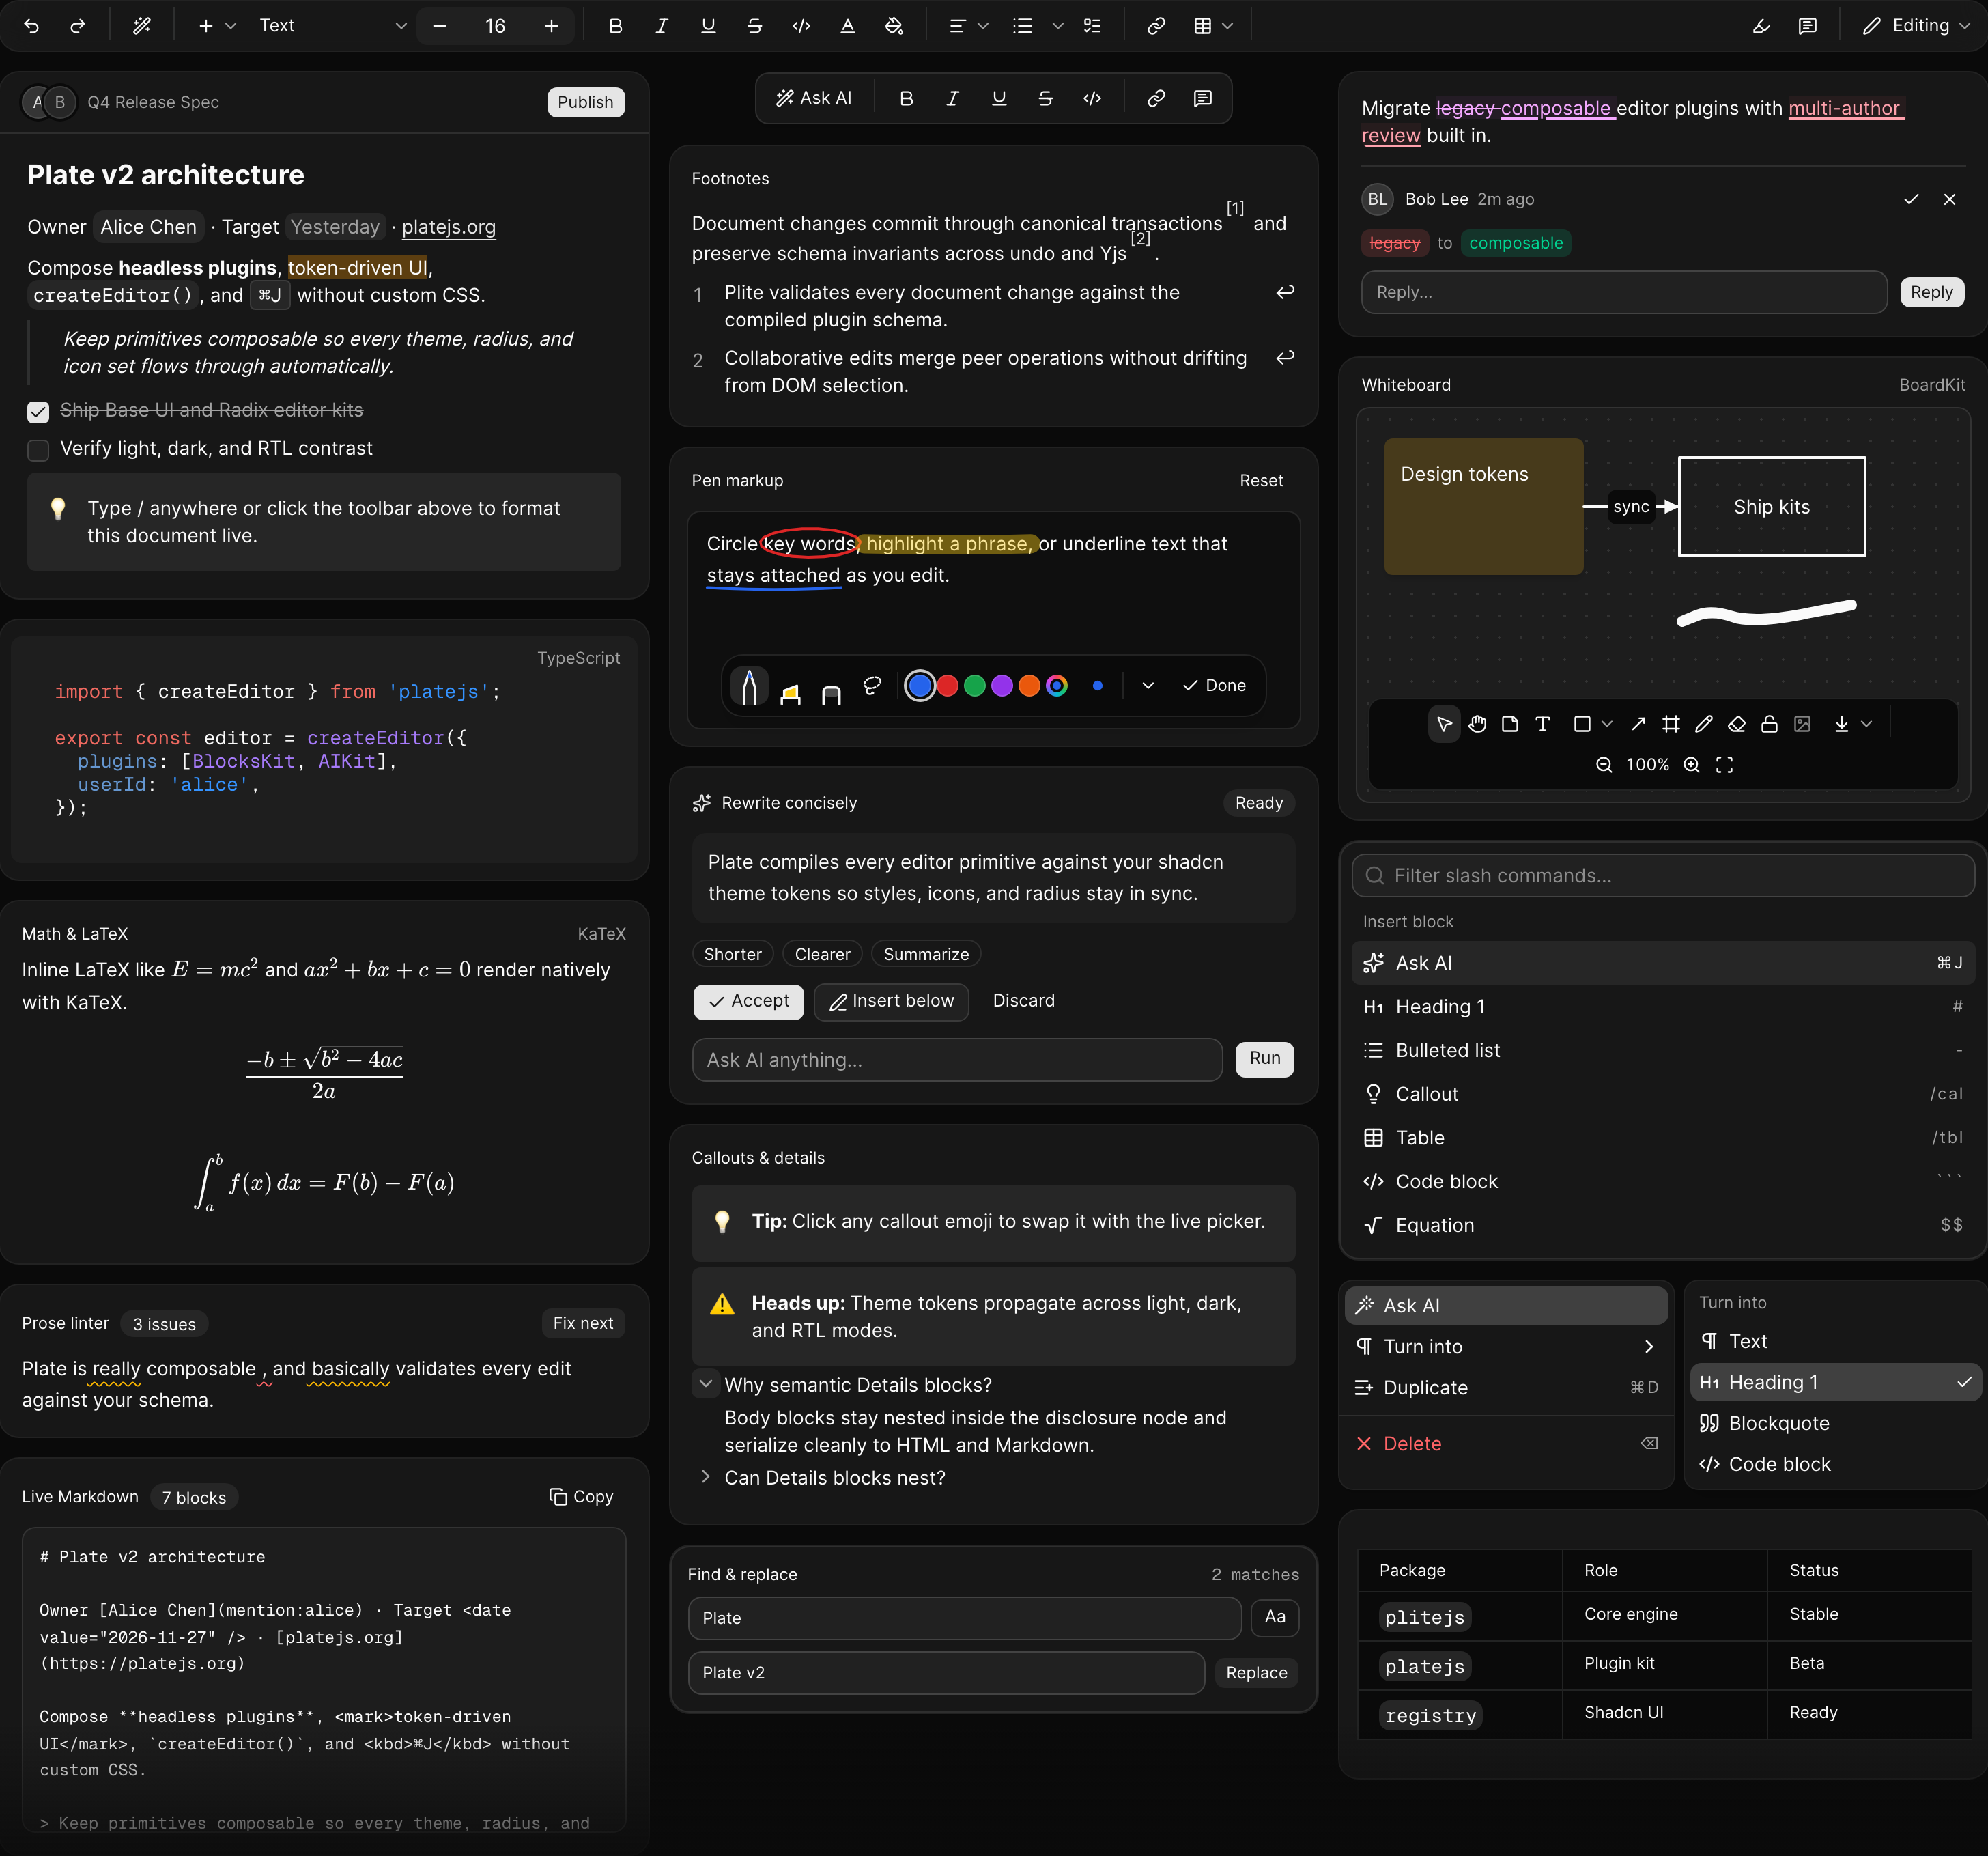 Text
16
Editing
A
B
Q4 Release Spec
Publish
Plate v2 architecture
Owner Alice Chen · Target Yesterday · platejs.org
Compose headless plugins, token-driven UI,
createEditor(), and ⌘J without custom CSS.
Keep primitives composable so every theme, radius, and
icon set flows through automatically.
Ship Base UI and Radix editor kits
Verify light, dark, and RTL contrast
Type / anywhere or click the toolbar above to format
this document live.
TypeScript
import { createEditor } from 'platejs';
export const editor = createEditor({
plugins: [BlocksKit, AIKit],
userId: 'alice',
});
Math & LaTeX
KaTeX
Inline LaTeX like E = mc² and ax² + bx + c = 0 render natively
with KaTeX.
−b ± √b² − 4ac
2a
∫ₐᵇ f(x) dx = F(b) − F(a)
Prose linter
3 issues
Fix next
Plate is really composable , and basically validates every edit
against your schema.
Live Markdown
7 blocks
Copy
# Plate v2 architecture
Owner [Alice Chen](mention:alice) · Target <date
value="2026-11-27" /> · [platejs.org]
(https://platejs.org)
Compose **headless plugins**, <mark>token-driven
UI</mark>, `createEditor()`, and <kbd>⌘J</kbd> without
custom CSS.
> Keep primitives composable so every theme, radius, and
Ask AI
Footnotes
Document changes commit through canonical transactions [1] and
preserve schema invariants across undo and Yjs [2] .
1 Plite validates every document change against the
compiled plugin schema.
2 Collaborative edits merge peer operations without drifting
from DOM selection.
Pen markup
Reset
Circle key words, highlight a phrase, or underline text that
stays attached as you edit.
Done
Rewrite concisely
Ready
Plate compiles every editor primitive against your shadcn
theme tokens so styles, icons, and radius stay in sync.
Shorter
Clearer
Summarize
Accept
Insert below
Discard
Ask AI anything...
Run
Callouts & details
Tip: Click any callout emoji to swap it with the live picker.
Heads up: Theme tokens propagate across light, dark,
and RTL modes.
Why semantic Details blocks?
Body blocks stay nested inside the disclosure node and
serialize cleanly to HTML and Markdown.
Can Details blocks nest?
Find & replace
2 matches
Plate
Aa
Plate v2
Replace
Migrate legacy composable editor plugins with multi-author
review built in.
BL
Bob Lee 2m ago
legacy to composable
Reply...
Reply
Whiteboard
BoardKit
Design tokens
sync
Ship kits
100%
Filter slash commands...
Insert block
Ask AI ⌘J
Heading 1 #
Bulleted list -
Callout /cal
Table /tbl
Code block ```
Equation $$
Ask AI
Turn into
Duplicate ⌘D
Delete
Turn into
Text
Heading 1
Blockquote
Code block
Package Role Status
plitejs Core engine Stable
platejs Plugin kit Beta
registry Shadcn UI Ready